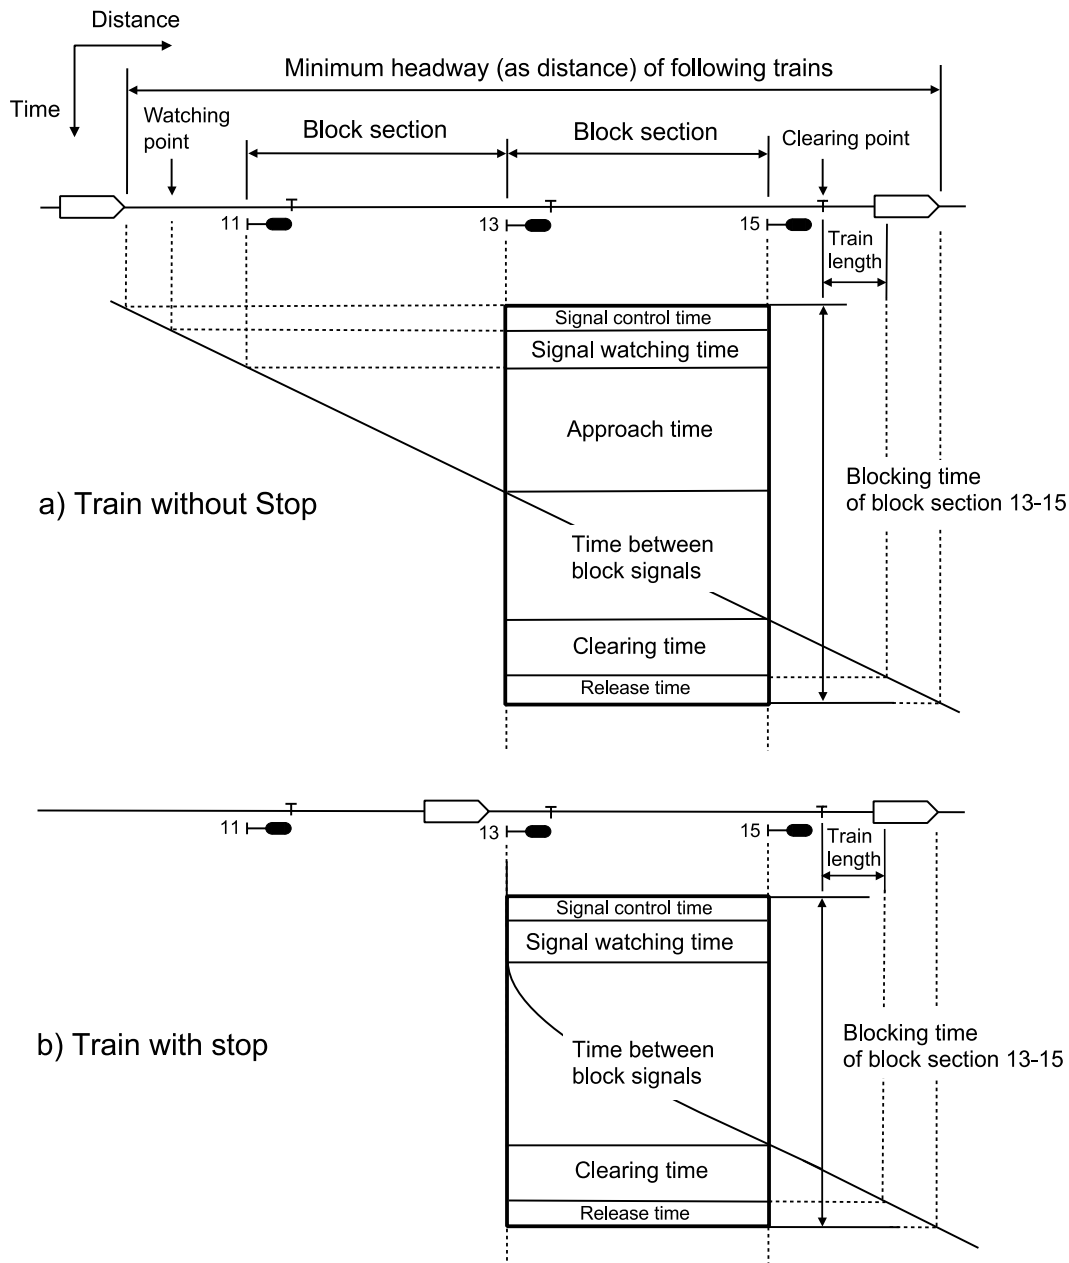 Distance
Minimum headway (as distance) of following trains
Time
Watching
point
Block section
Block section
Clearing point
11
13
15
Train
length
Signal control time
Signal watching time
Approach time
Blocking time
of block section 13-15
a) Train without Stop
Time between
block signals
Clearing time
Release time
11
13
15
Train
length
Signal control time
Signal watching time
b) Train with stop
Time between
block signals
Blocking time
of block section 13-15
Clearing time
Release time